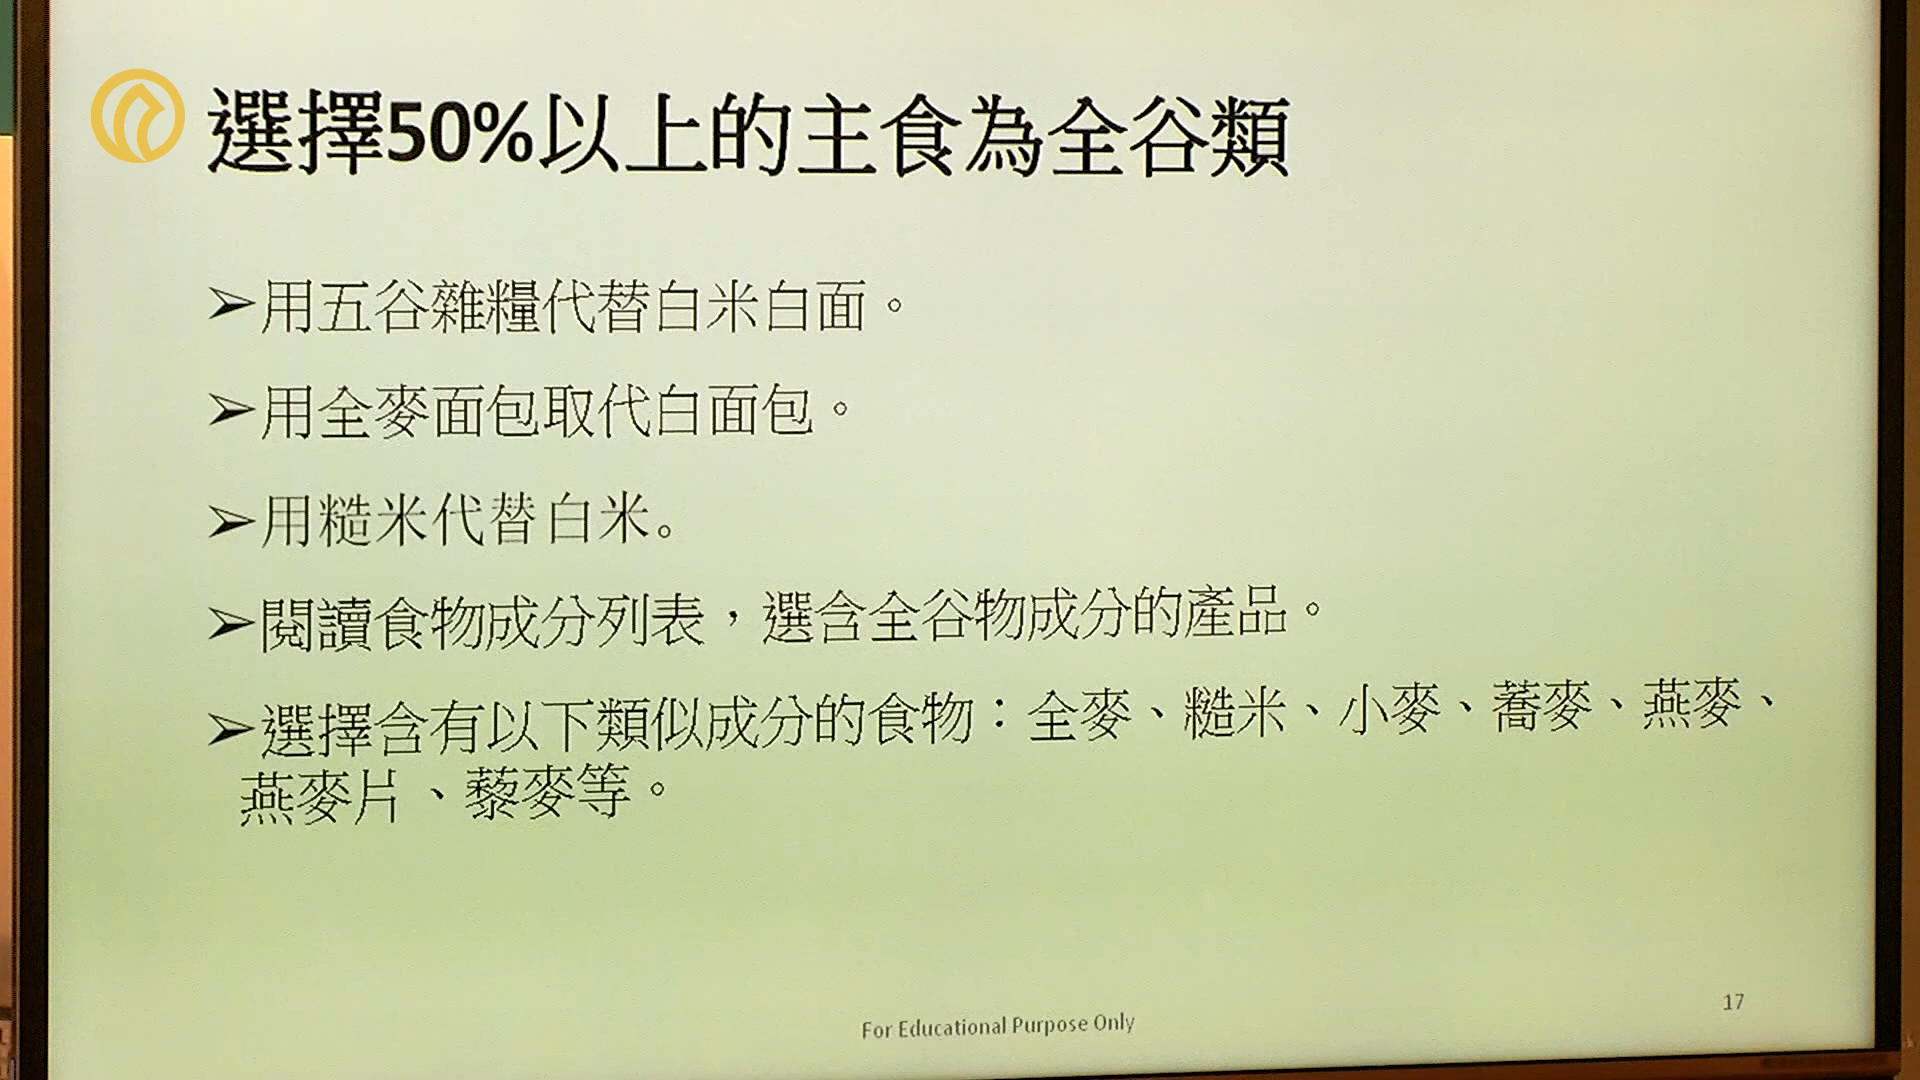 選擇50%以上的主食為全谷類
➢用五谷雜糧代替白米白面。
➢用全麥面包取代白面包。
➢用糙米代替白米。
➢閱讀食物成分列表，選含全谷物成分的產品。
➢選擇含有以下類似成分的食物：全麥、糙米、小麥、蕎麥、燕麥、
燕麥片、藜麥等。
17
For Educational Purpose Only